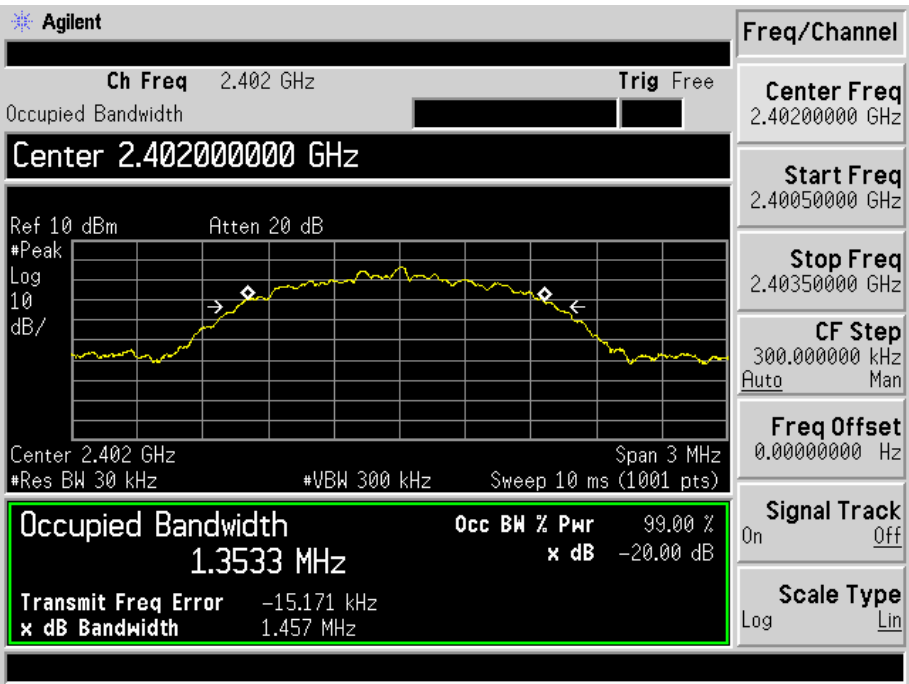 Agilent
Freq/Channel
Ch Freq 2.402 GHz Trig Free
Occupied Bandwidth
Center 2.402000000 GHz
Ref 10 dBm Atten 20 dB
#Peak
Log
10
dB/
Center 2.402 GHz Span 3 MHz
#Res BW 30 kHz #VBW 300 kHz Sweep 10 ms (1001 pts)
Occupied Bandwidth Occ BW % Pwr 99.00 %
1.3533 MHz x dB -20.00 dB
Transmit Freq Error -15.171 kHz
x dB Bandwidth 1.457 MHz
Center Freq
2.40200000 GHz
Start Freq
2.40050000 GHz
Stop Freq
2.40350000 GHz
CF Step
300.000000 kHz
Auto Man
Freq Offset
0.00000000 Hz
Signal Track
On Off
Scale Type
Log Lin